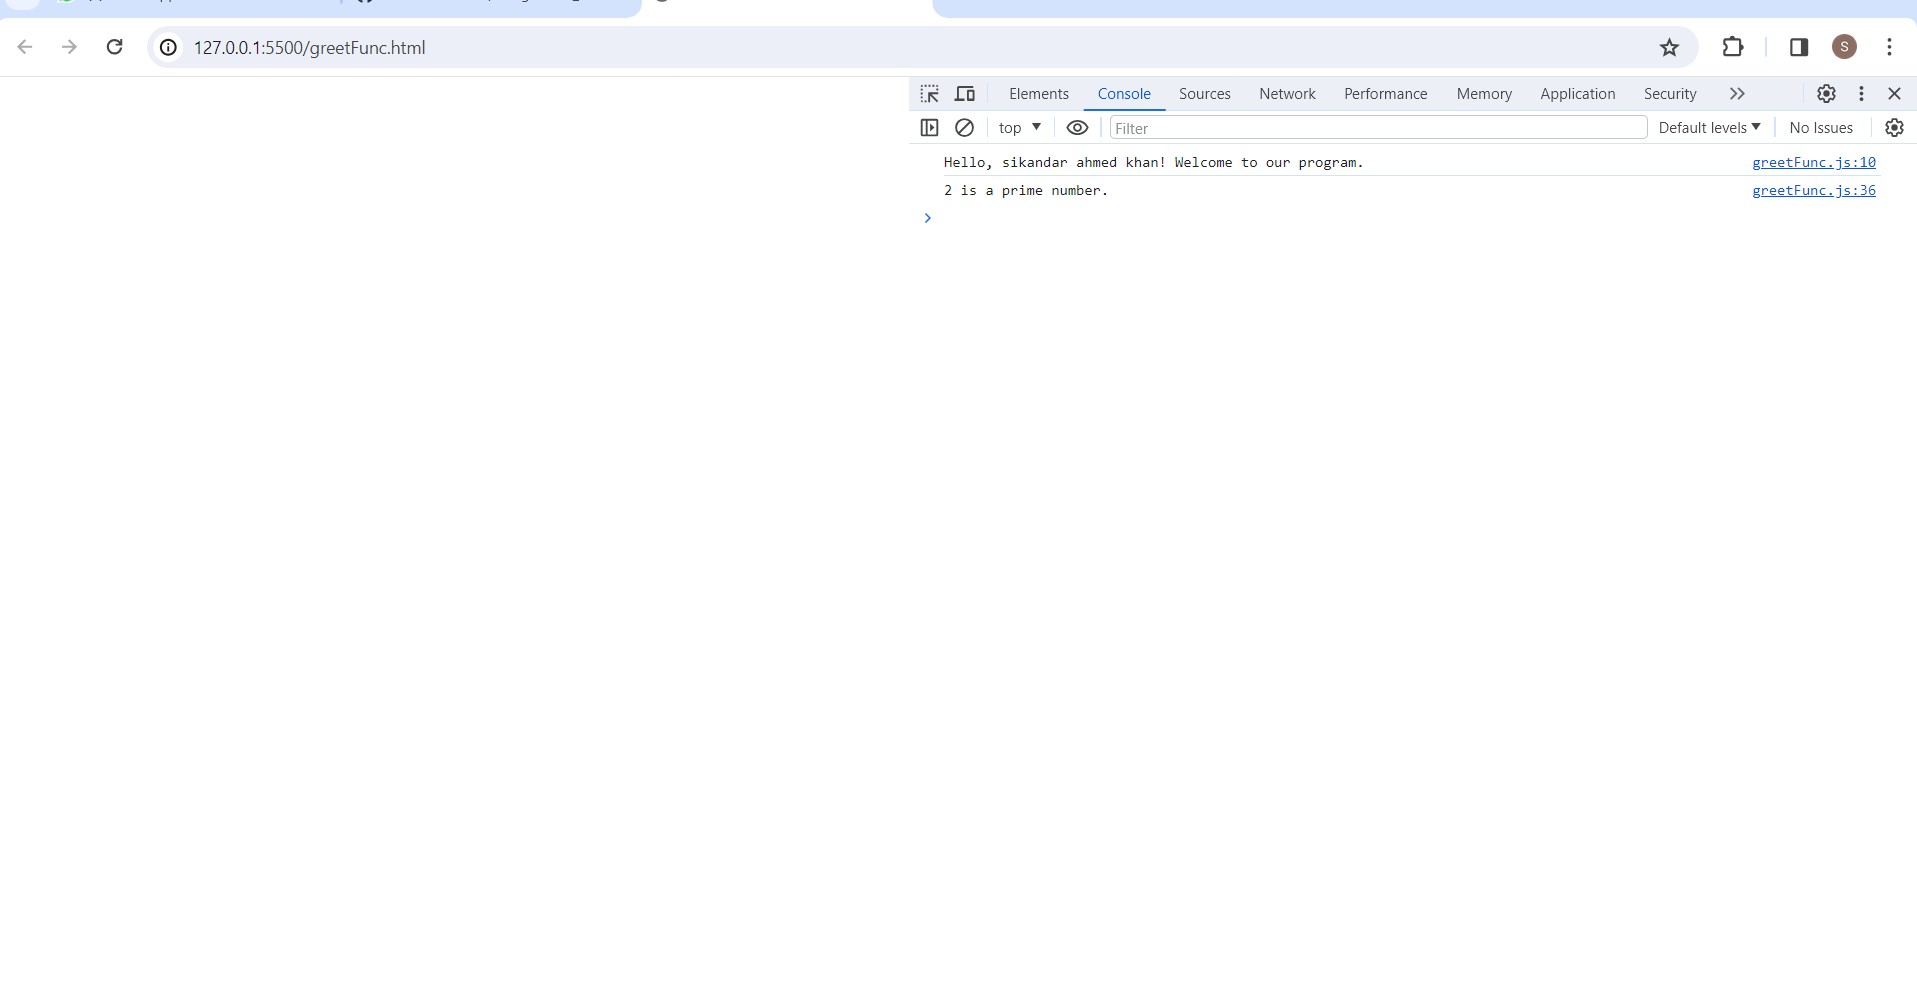 127.0.0.1:5500/greetFunc.html
S
Elements Console Sources Network Performance Memory Application Security
top Filter Default levels No Issues
Hello, sikandar ahmed khan! Welcome to our program. greetFunc.js:10
2 is a prime number. greetFunc.js:36